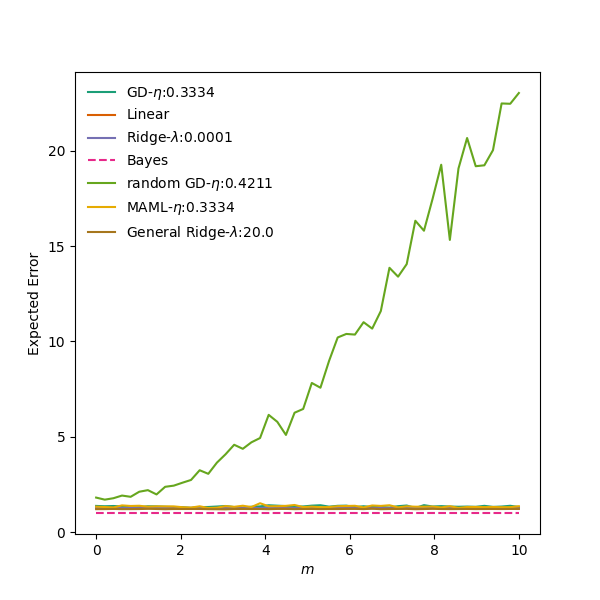 GD-η:0.3334
Linear
Ridge-λ:0.0001
Bayes
random GD-η:0.4211
MAML-η:0.3334
General Ridge-λ:20.0
Expected Error
20
15
10
5
0
0 2 4 6 8 10
m